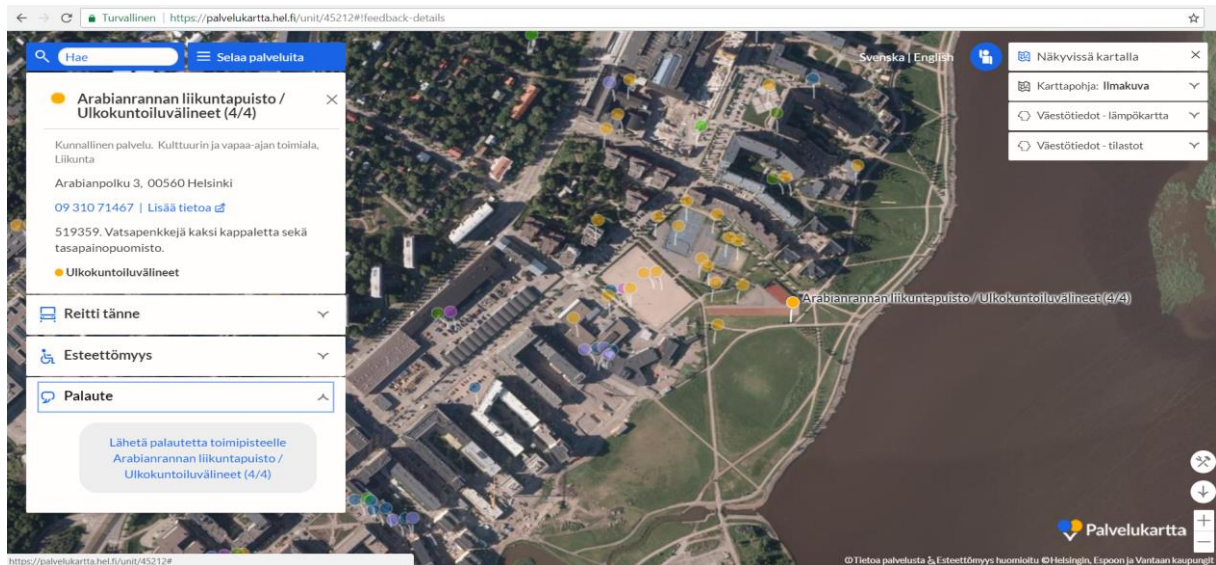 Turvallinen | https://palvelukartta.hel.fi/unit/45212#!feedback-details
Hae
Selaa palveluita
Svenska | English
Näkyvissä kartalla
Karttapohja: Ilmakuva
Väestötiedot - lämpökartta
Väestötiedot - tilastot
Arabianrannan liikuntapuisto /
Ulkokuntoiluvälineet (4/4)
Kunnallinen palvelu. Kulttuurin ja vapaa-ajan toimiala,
Liikunta
Arabianpolku 3, 00560 Helsinki
09 310 71467 | Lisää tietoa
519359. Vatsapenkkejä kaksi kappaletta sekä
tasapainopuomisto.
Ulkokuntoiluvälineet
Reitti tänne
Esteettömyys
Palaute
Lähetä palautetta toimipisteelle
Arabianrannan liikuntapuisto /
Ulkokuntoiluvälineet (4/4)
Arabianrannan liikuntapuisto / Ulkokuntoiluvälineet (4/4)
Palvelukartta
https://palvelukartta.hel.fi/unit/45212#
Tietoa palvelusta Esteettömyys huomioitu ©Helsingin, Espoon ja Vantaan kaupungit